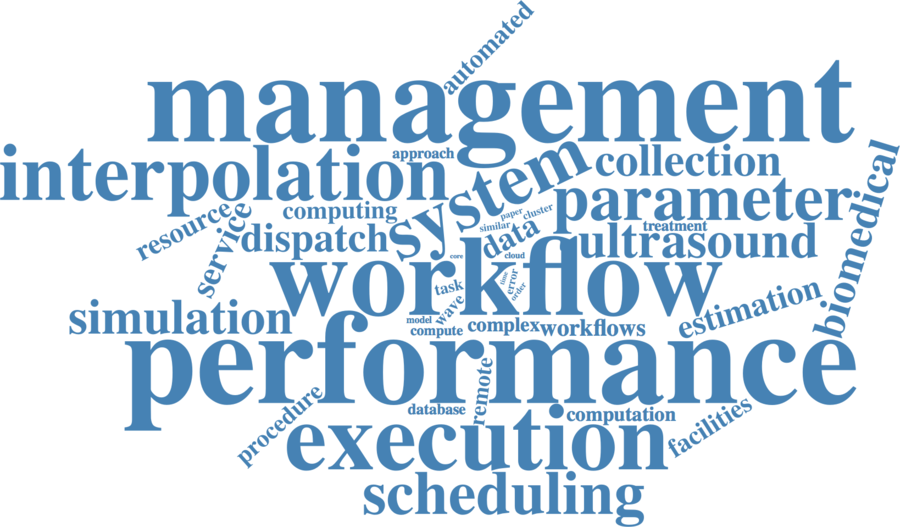 automated
management
approach
interpolation
system
collection
parameter
biomedical
resource
service
computing
paper
cluster
similar
data
treatment
dispatch
ultrasound
core
cloud
workflow
time
error
order
task
wave
estimation
simulation
model
compute
complex
workflows
performance
remote
procedure
database
computation
facilities
execution
scheduling